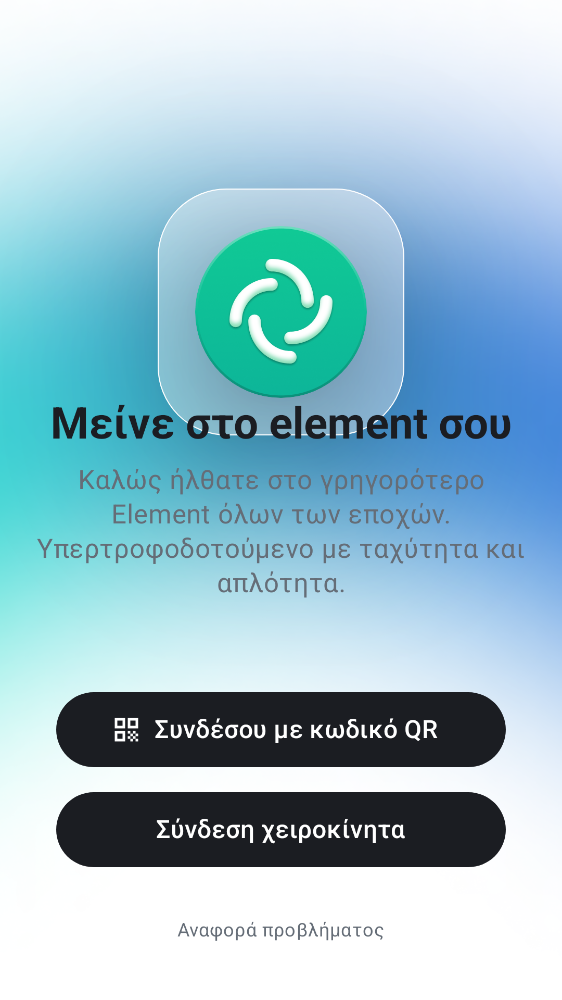 Μείνε στο element σου
Καλώς ήλθατε στο γρηγορότερο
Element όλων των εποχών.
Υπερτροφοδοτούμενο με ταχύτητα και
απλότητα.
Συνδέσου με κωδικό QR
Σύνδεση χειροκίνητα
Αναφορά προβλήματος